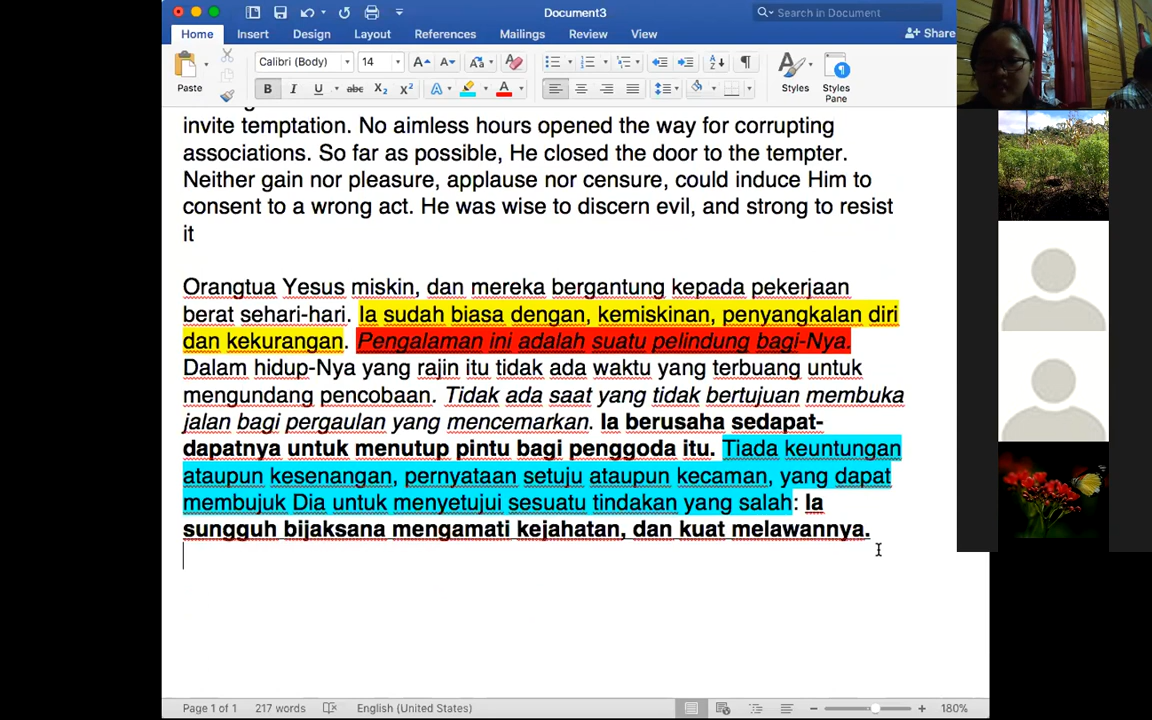 Document3
Search in Document
Home Insert Design Layout References Mailings Review View Share
Paste Calibri (Body) 14 Styles Styles Pane
invite temptation. No aimless hours opened the way for corrupting
associations. So far as possible, He closed the door to the tempter.
Neither gain nor pleasure, applause nor censure, could induce Him to
consent to a wrong act. He was wise to discern evil, and strong to resist
it
Orangtua Yesus miskin, dan mereka bergantung kepada pekerjaan
berat sehari-hari. Ia sudah biasa dengan, kemiskinan, penyangkalan diri
dan kekurangan. Pengalaman ini adalah suatu pelindung bagi-Nya.
Dalam hidup-Nya yang rajin itu tidak ada waktu yang terbuang untuk
mengundang pencobaan. Tidak ada saat yang tidak bertujuan membuka
jalan bagi pergaulan yang mencemarkan. Ia berusaha sedapat-
dapatnya untuk menutup pintu bagi penggoda itu. Tiada keuntungan
ataupun kesenangan, pernyataan setuju ataupun kecaman, yang dapat
membujuk Dia untuk menyetujui sesuatu tindakan yang salah: Ia
sungguh bijaksana mengamati kejahatan, dan kuat melawannya.
Page 1 of 1 217 words English (United States) 180%